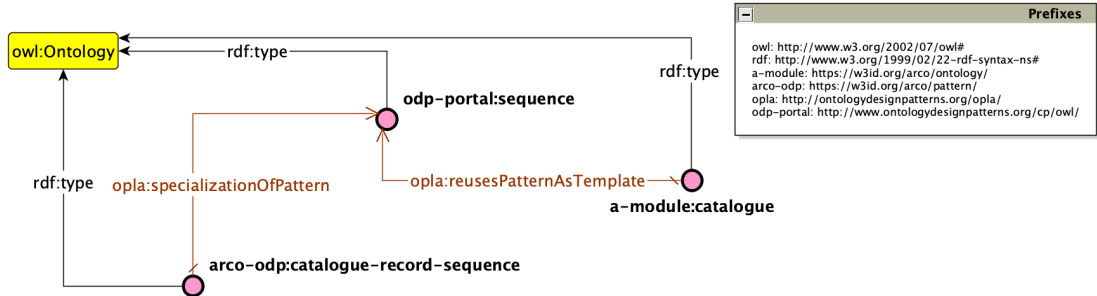 Prefixes
owl:Ontology
rdf:type
owl: http://www.w3.org/2002/07/owl#
rdf: http://www.w3.org/1999/02/22-rdf-syntax-ns#
a-module: https://w3id.org/arco/ontology/
arco-odp: https://w3id.org/arco/pattern/
opla: http://ontologydesignpatterns.org/opla/
odp-portal: http://www.ontologydesignpatterns.org/cp/owl/
rdf:type
odp-portal:sequence
rdf:type
opla:specializationOfPattern
opla:reusesPatternAsTemplate
a-module:catalogue
arco-odp:catalogue-record-sequence